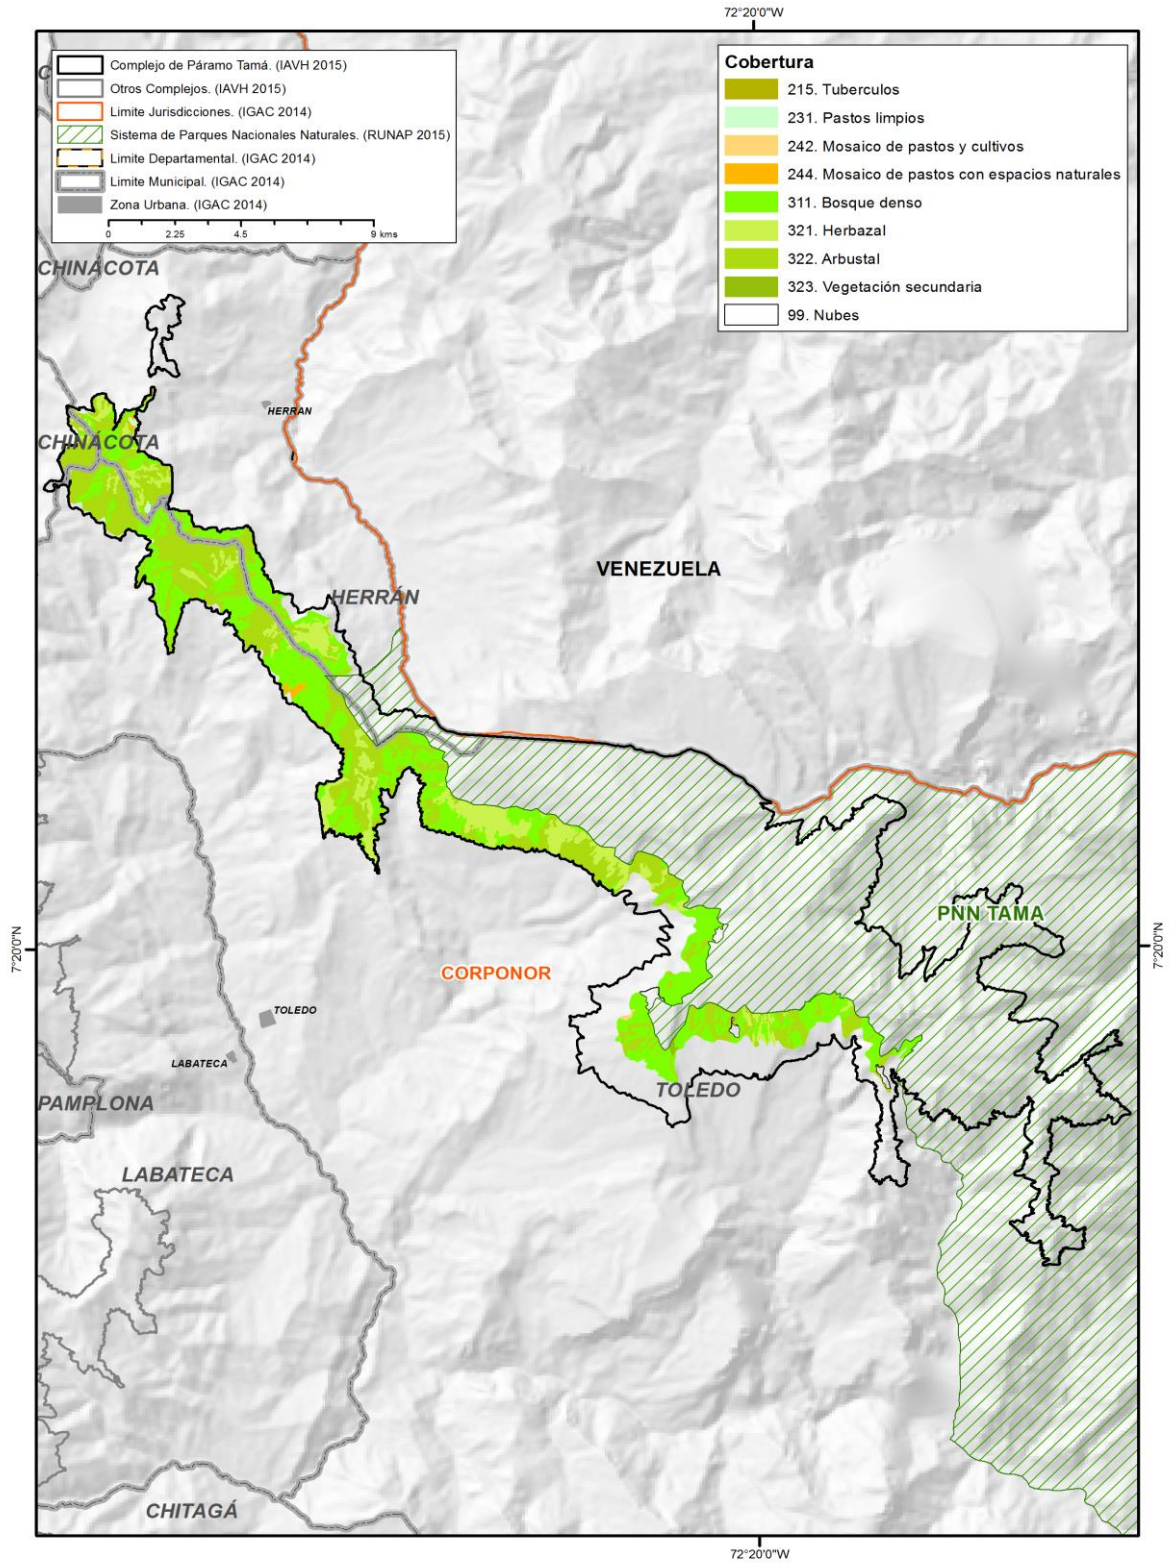 72°20'0"W
Complejo de Páramo Tamá. (IAVH 2015)
Otros Complejos. (IAVH 2015)
Limite Jurisdicciones. (IGAC 2014)
Sistema de Parques Nacionales Naturales. (RUNAP 2015)
Limite Departamental. (IGAC 2014)
Limite Municipal. (IGAC 2014)
Zona Urbana. (IGAC 2014)
0 2.25 4.5 9 kms
Cobertura
215. Tuberculos
231. Pastos limpios
242. Mosaico de pastos y cultivos
244. Mosaico de pastos con espacios naturales
311. Bosque denso
321. Herbazal
322. Arbustal
323. Vegetación secundaria
99. Nubes
CHINÁCOTA
HERRAN
CHINÁCOTA
VENEZUELA
HERRÁN
PNN TAMA
7°20'0"N
7°20'0"N
CORPONOR
TOLEDO
LABATECA
TOLEDO
PAMPLONA
LABATECA
CHITAGÁ
72°20'0"W